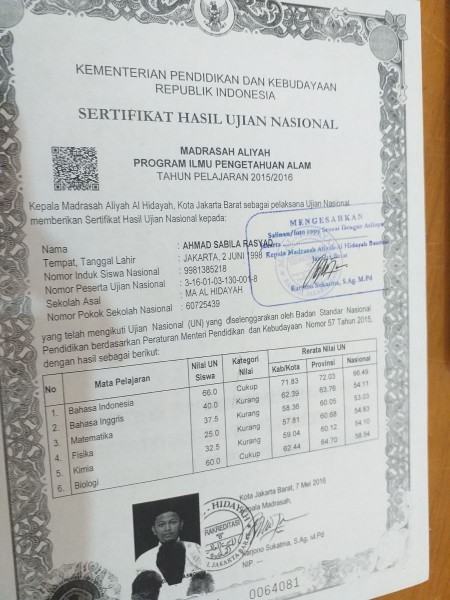 KEMENTERIAN PENDIDIKAN DAN KEBUDAYAAN
REPUBLIK INDONESIA
SERTIFIKAT HASIL UJIAN NASIONAL
MADRASAH ALIYAH
PROGRAM ILMU PENGETAHUAN ALAM
TAHUN PELAJARAN 2015/2016
Kepala Madrasah Aliyah Al Hidayah, Kota Jakarta Barat sebagai pelaksana Ujian Nasional
memberikan Sertifikat Hasil Ujian Nasional kepada:
MENGESAHKAN
Salinan/foto copy Sesuai Dengan Aslinya
Jakarta
Kepala Madrasah Aliyah Al Hidayah
Jakarta Barat
Karjono Sukatma, S.Ag, M.Pd
Nama : AHMAD SABILA RASYAD
Tempat, Tanggal Lahir : JAKARTA, 2 JUNI 1998
Nomor Induk Siswa Nasional : 9981385218
Nomor Peserta Ujian Nasional : 3-16-01-03-130-001-8
Sekolah Asal : MA AL HIDAYAH
Nomor Pokok Sekolah Nasional : 60725439
yang telah mengikuti Ujian Nasional (UN) yang diselenggarakan oleh Badan Standar Nasional
Pendidikan berdasarkan Peraturan Menteri Pendidikan dan Kebudayaan Nomor 57 Tahun 2015,
dengan hasil sebagai berikut:
No. Mata Pelajaran Nilai UN Siswa Kategori Nilai Rerata Nilai UN
Kab/Kota Provinsi Nasional
1. Bahasa Indonesia 66.0 Cukup 71.83 72.03 66.49
2. Bahasa Inggris 40.0 Kurang 62.39 63.76 54.11
3. Matematika 37.5 Kurang 58.36 60.05 53.03
4. Fisika 25.0 Kurang 57.81 60.68 54.83
5. Kimia 32.5 Kurang 59.04 60.12 54.10
6. Biologi 60.0 Cukup 62.44 64.70 58.54
Kota Jakarta Barat, 7 Mei 2016
Kepala Madrasah,
HIDAYAH
TERAKREDITASI
JAKARTA BARAT
Karjono Sukatma, S.Ag, M.Pd
NIP. ---
0064081